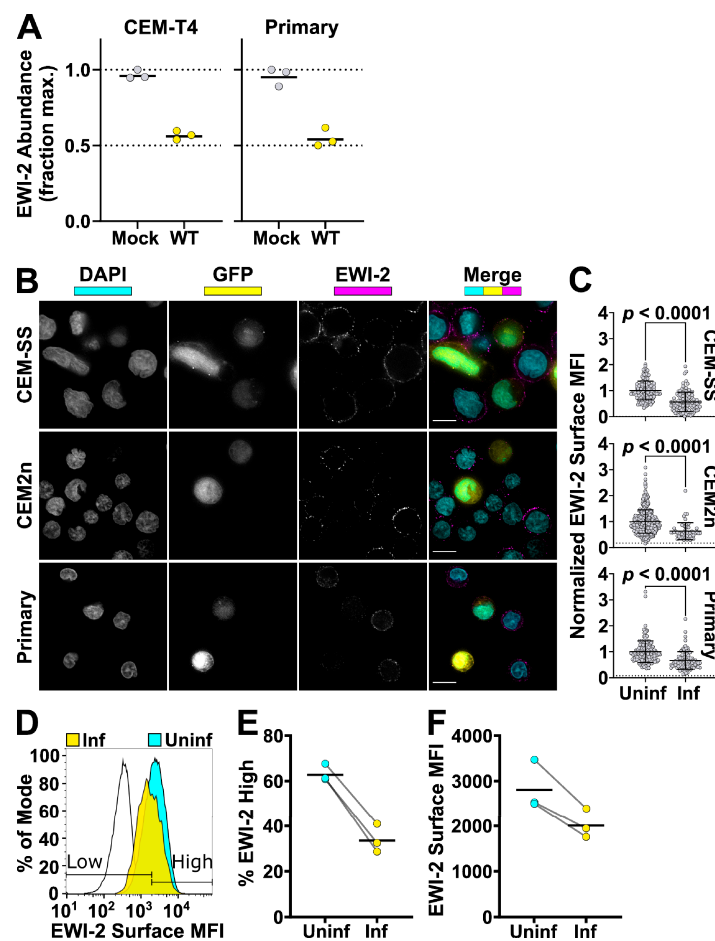 A
CEM-T4
Primary
EWI-2 Abundance
(fraction max.)
1.0
0.5
0.0
Mock
WT
Mock
WT
B
DAPI
GFP
EWI-2
Merge
CEM-SS
CEM2n
Primary
C
Normalized EWI-2 Surface MFI
p < 0.0001
4
3
2
1
0
CEM-SS
p < 0.0001
4
3
2
1
0
CEM2n
p < 0.0001
4
3
2
1
0
Primary
Uninf
Inf
D
Inf
Uninf
% of Mode
100
80
60
40
20
0
Low
High
10¹
10²
10³
10⁴
EWI-2 Surface MFI
E
% EWI-2 High
80
60
40
20
0
Uninf
Inf
F
EWI-2 Surface MFI
4000
3000
2000
1000
0
Uninf
Inf